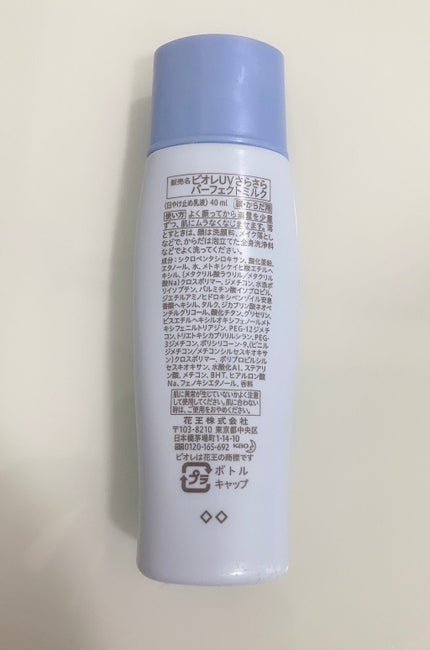 販売名 ビオレUV さらさら
パーフェクトミルク
〈日やけ止め乳液〉 40 ml 顔・からだ用
使い方 よく振ってから適量を少量
ずつ、肌にムラなくなじませます。落
とすときは、顔は洗顔料、メイク落とし
などで、からだは泡立てた全身洗浄料
などでよく洗ってください。
成分：シクロペンタシロキサン、酸化亜鉛、
エタノール、水、メトキシケイヒ酸エチルヘ
キシル、(メタクリル酸ラウリル/メタクリル
酸Na)クロスポリマー、ジメチコン、水添ポ
リイソブテン、パルミチン酸イソプロピル、
ジエチルアミノヒドロキシベンゾイル安息
香酸ヘキシル、タルク、ジカプリン酸ネオペ
ンチルグリコール、酸化チタン、グリセリン、
ビスエチルヘキシルオキシフェノールメト
キシフェニルトリアジン、PEG-12ジメチ
コン、トリエトキシカプリリルシラン、PEG-
3ジメチコン、ポリシリコーン-9、(ビニル
ジメチコン/メチコンシルセスキオキサ
ン)クロスポリマー、ポリプロピルシル
セスキオキサン、水酸化Al、ステアリ
ン酸、メチコン、BHT、ヒアルロン酸
Na、フェノキシエタノール、香料
肌に異常が生じていないかよく注意
して使用してください。肌に合わない
時は、ご使用をおやめください。
花王株式会社
〒103-8210 東京都中央区
日本橋茅場町1-14-10
0120-165-692 kao
ビオレは花王の商標です
プラ ボトル
キャップ